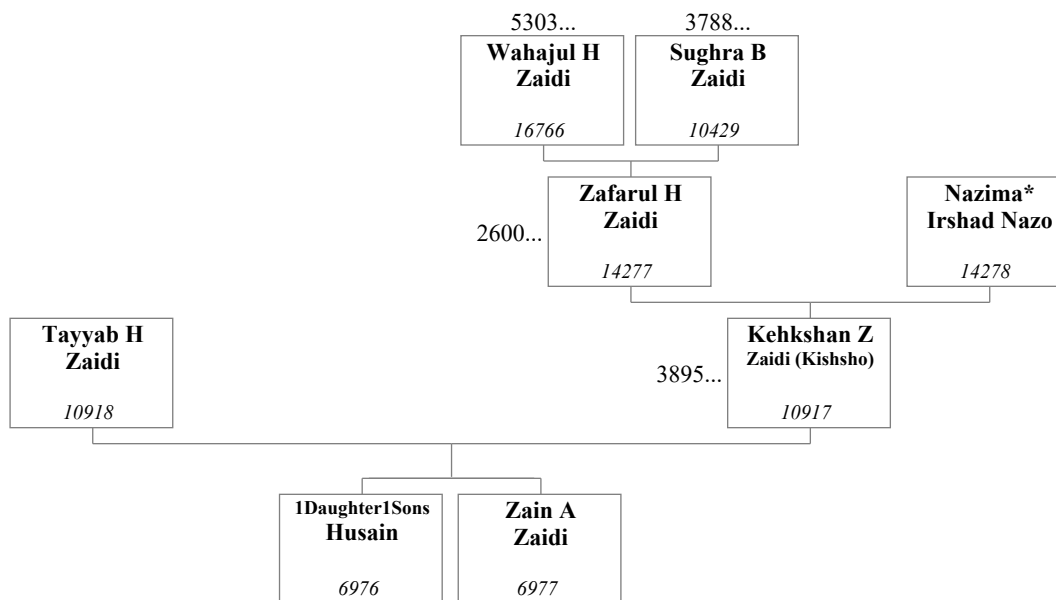 5303...
3788...
Wahajul H
Zaidi
16766
Sughra B
Zaidi
10429
2600...
Zafarul H
Zaidi
14277
Nazima*
Irshad Nazo
14278
Tayyab H
Zaidi
10918
3895...
Kehkshan Z
Zaidi (Kishsho)
10917
1Daughter1Sons
Husain
6976
Zain A
Zaidi
6977